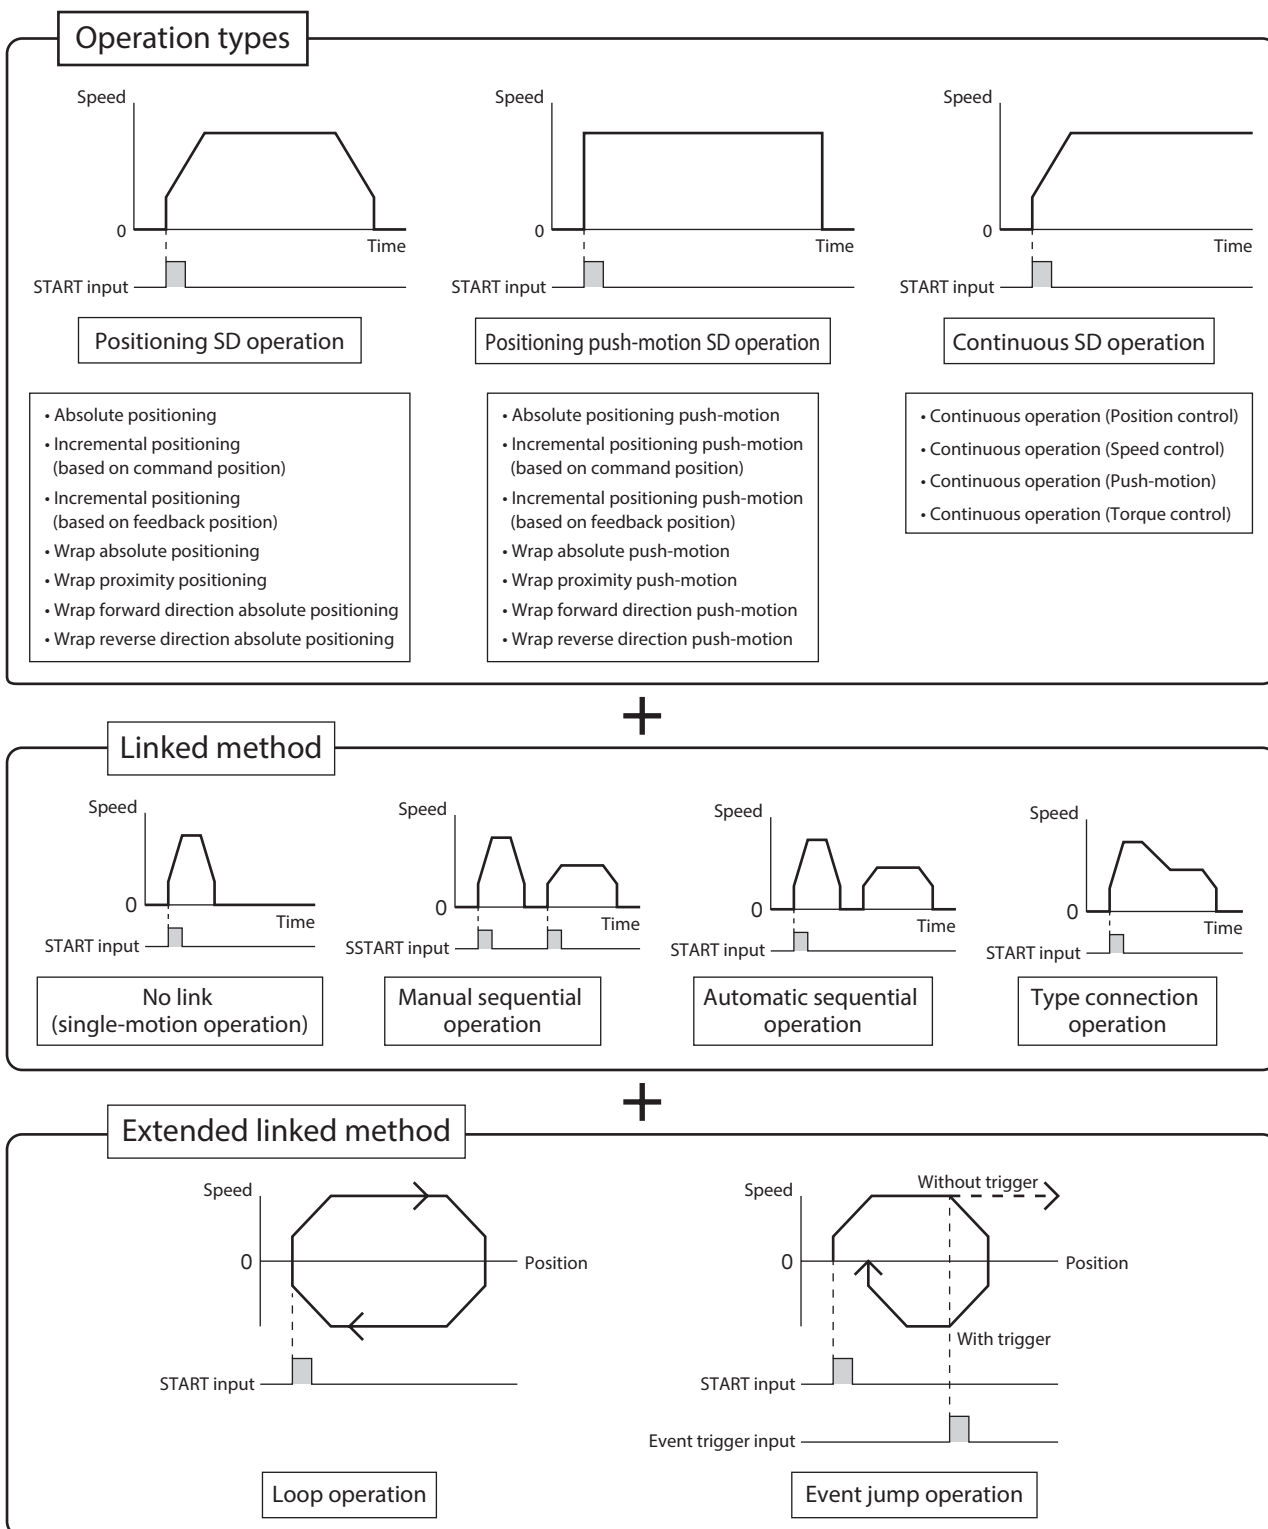 Operation types
Speed
0
Time
START input
Positioning SD operation
• Absolute positioning
• Incremental positioning
(based on command position)
• Incremental positioning
(based on feedback position)
• Wrap absolute positioning
• Wrap proximity positioning
• Wrap forward direction absolute positioning
• Wrap reverse direction absolute positioning
Speed
0
Time
START input
Positioning push-motion SD operation
• Absolute positioning push-motion
• Incremental positioning push-motion
(based on command position)
• Incremental positioning push-motion
(based on feedback position)
• Wrap absolute push-motion
• Wrap proximity push-motion
• Wrap forward direction push-motion
• Wrap reverse direction push-motion
Speed
0
Time
START input
Continuous SD operation
• Continuous operation (Position control)
• Continuous operation (Speed control)
• Continuous operation (Push-motion)
• Continuous operation (Torque control)
+
Linked method
Speed
0
Time
START input
No link
(single-motion operation)
Speed
0
Time
SSTART input
Manual sequential
operation
Speed
0
Time
START input
Automatic sequential
operation
Speed
0
Time
START input
Type connection
operation
+
Extended linked method
Speed
0
Position
START input
Loop operation
Speed
Without trigger
0
Position
With trigger
START input
Event trigger input
Event jump operation